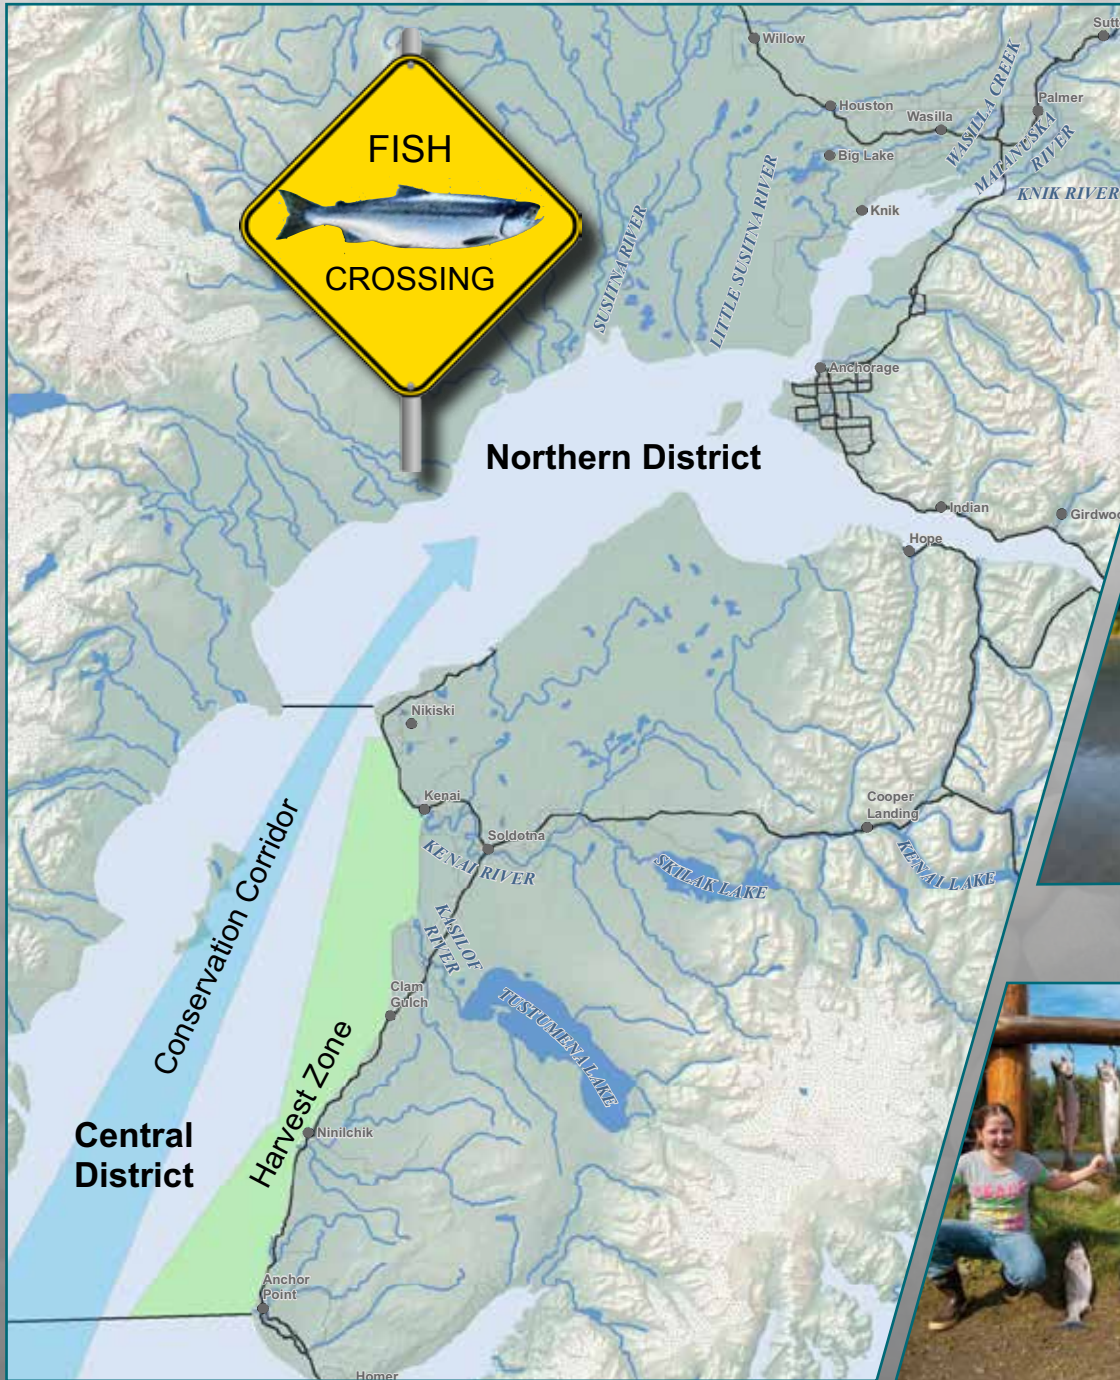 Willow
Sutt
FISH
CROSSING
Houston
Wasilla
Palmer
WASILLA CREEK
MATANUSKA
RIVER
Big Lake
KNIK RIVER
Knik
SUSITNA RIVER
LITTLE SUSITNA RIVER
Anchorage
Northern District
Indian
Girdwoo
Hope
Nikiski
Kenai
Cooper
Landing
Soldotna
KENAI RIVER
SKILAK LAKE
KENAI LAKE
Conservation Corridor
KASILOF
RIVER
Clam
Gulch
TUSTUMENA LAKE
Harvest Zone
Ninilchik
Central
District
Anchor
Point
Homer